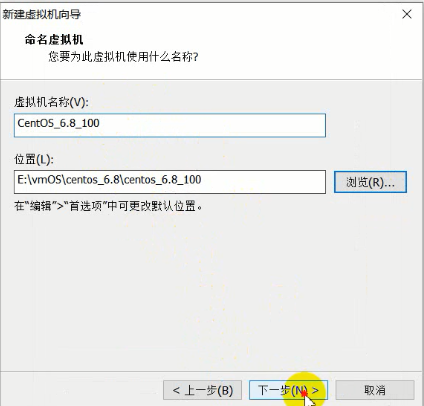 新建虚拟机向导
命名虚拟机
您要为此虚拟机使用什么名称?
虚拟机名称(V):
CentOS_6.8_100
位置(L):
E:\vmOS\centos_6.8\centos_6.8_100
浏览(R)...
在“编辑”>“首选项”中可更改默认位置。
< 上一步(B)
下一步(N) >
取消